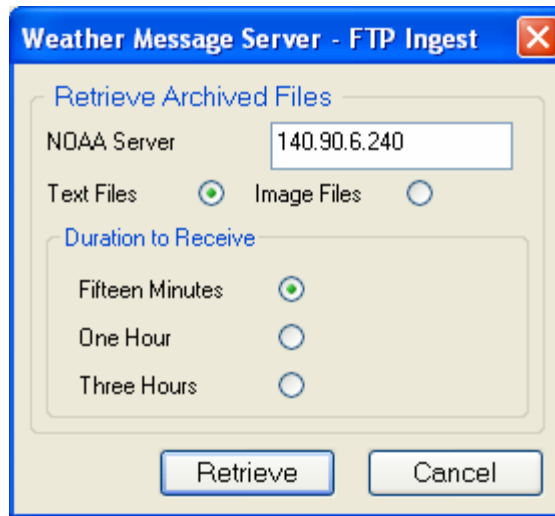 Weather Message Server - FTP Ingest
Retrieve Archived Files
NOAA Server 140.90.6.240
Text Files Image Files
Duration to Receive
Fifteen Minutes
One Hour
Three Hours
Retrieve Cancel